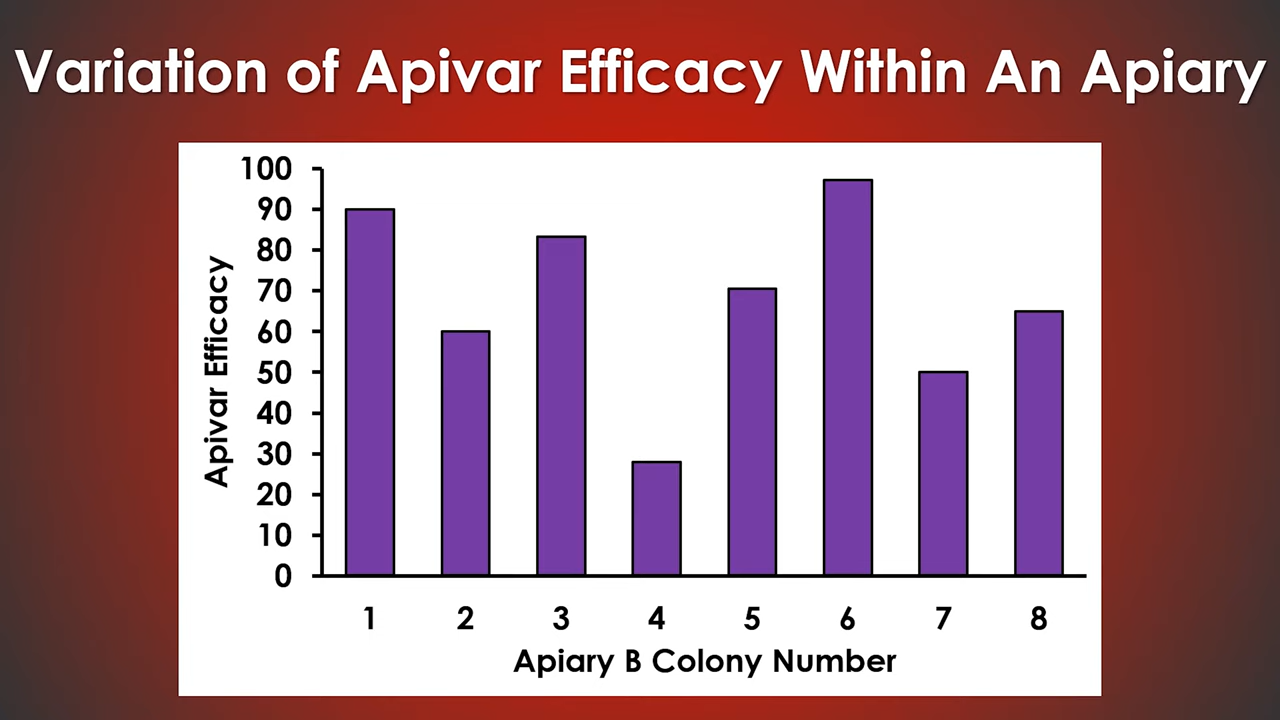 Variation of Apivar Efficacy Within An Apiary
100
90
80
70
60
50
40
30
20
10
0
Apivar Efficacy
1 2 3 4 5 6 7 8
Apiary B Colony Number